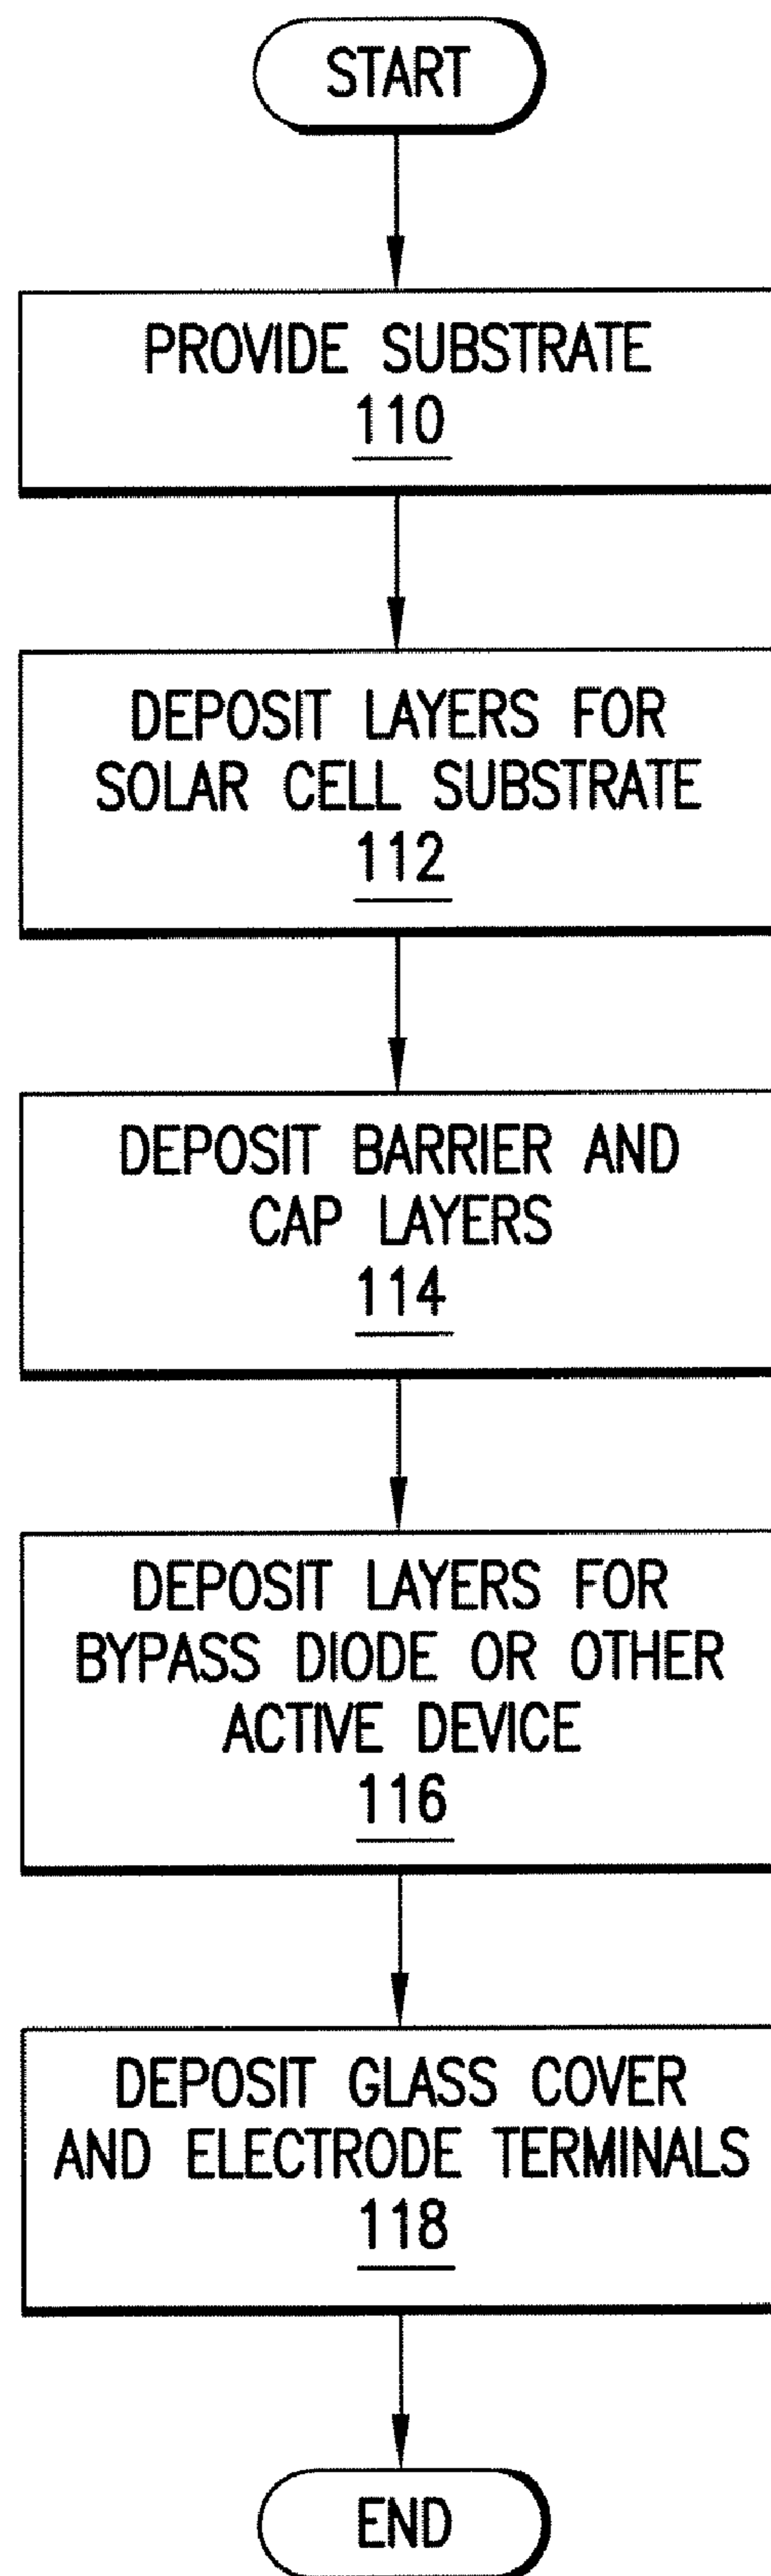 START
PROVIDE SUBSTRATE
110
DEPOSIT LAYERS FOR
SOLAR CELL SUBSTRATE
112
DEPOSIT BARRIER AND
CAP LAYERS
114
DEPOSIT LAYERS FOR
BYPASS DIODE OR OTHER
ACTIVE DEVICE
116
DEPOSIT GLASS COVER
AND ELECTRODE TERMINALS
118
END